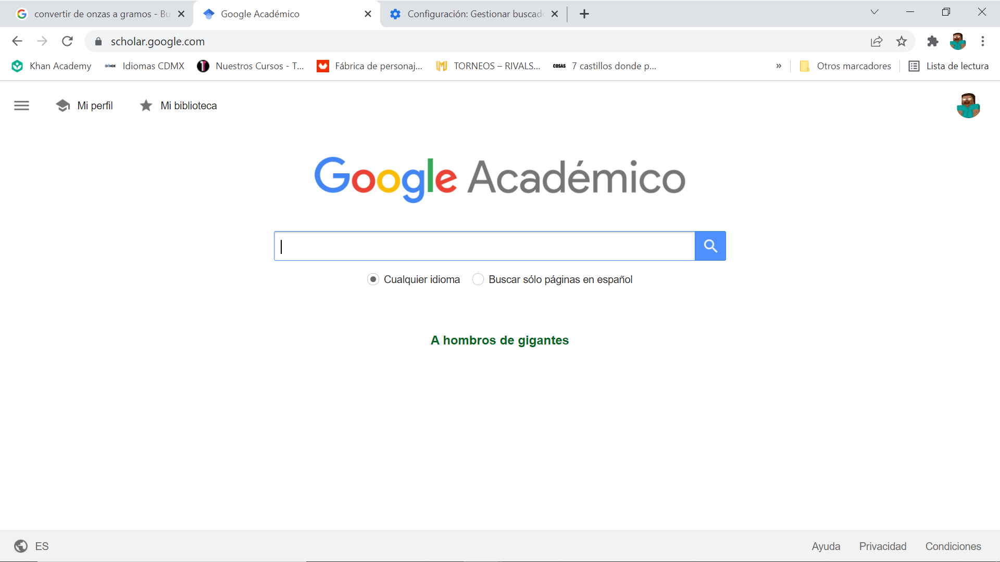 convertir de onzas a gramos - Bu
Google Académico
Configuración: Gestionar buscado
scholar.google.com
Khan Academy
Idiomas CDMX
Nuestros Cursos - T...
Fábrica de personaj...
TORNEOS – RIVALS...
COSAS
7 castillos donde p...
»
Otros marcadores
Lista de lectura
Mi perfil
Mi biblioteca
Google Académico
Cualquier idioma
Buscar sólo páginas en español
A hombros de gigantes
ES
Ayuda
Privacidad
Condiciones